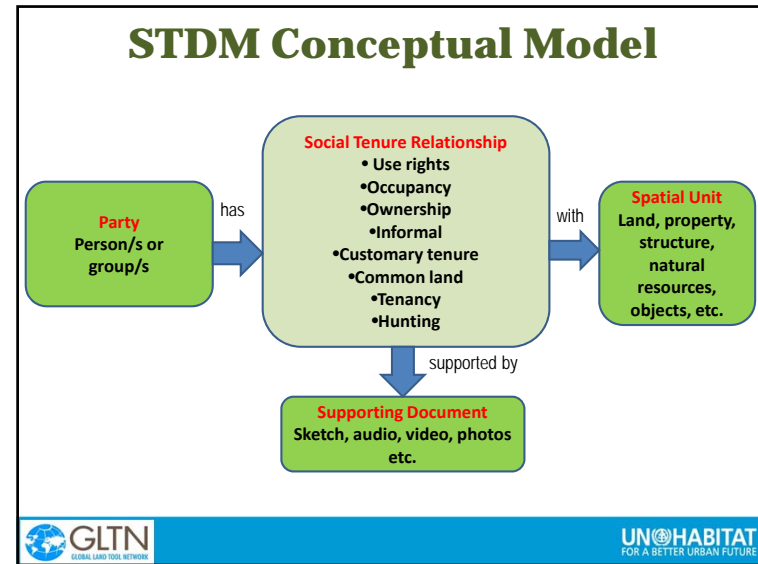 STDM Conceptual Model
Party
Person/s or
group/s
has
Social Tenure Relationship
• Use rights
•Occupancy
•Ownership
•Informal
•Customary tenure
•Common land
•Tenancy
•Hunting
with
Spatial Unit
Land, property,
structure,
natural
resources,
objects, etc.
supported by
Supporting Document
Sketch, audio, video, photos
etc.
GLTN
GLOBAL LAND TOOL NETWORK
UN HABITAT
FOR A BETTER URBAN FUTURE